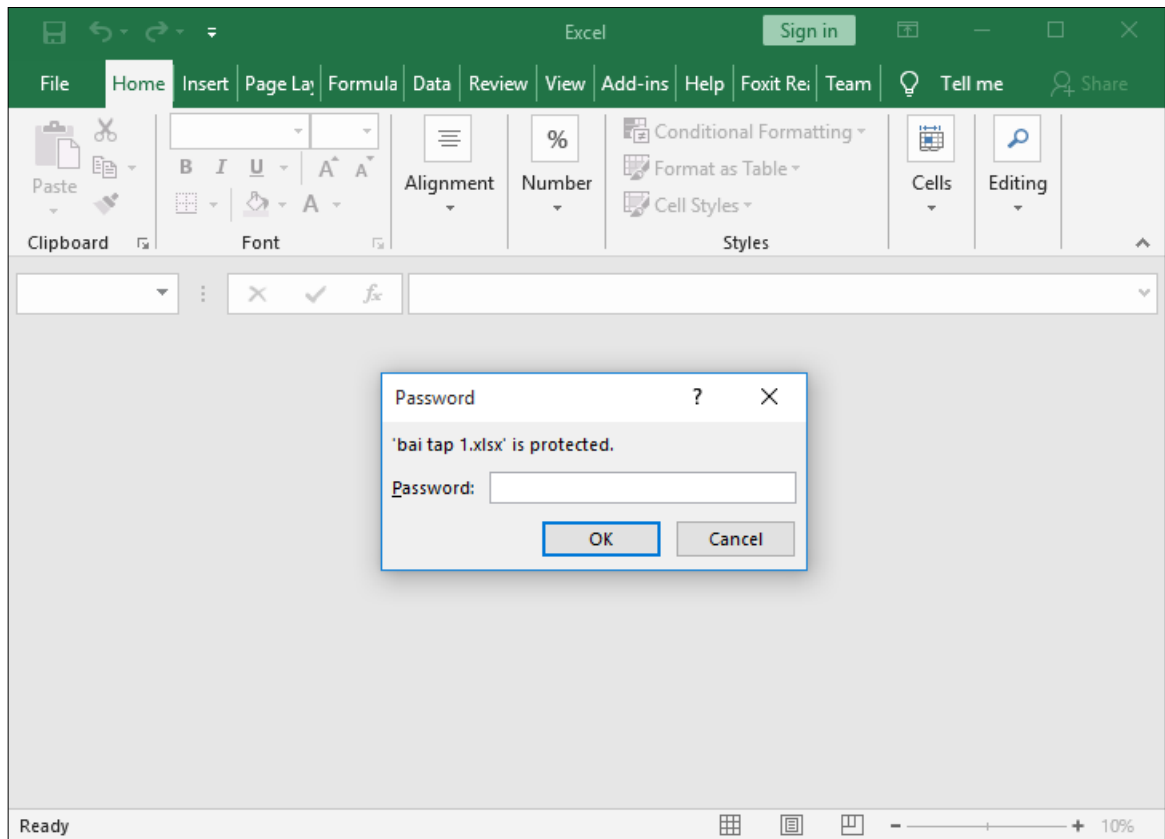 Excel Sign in
File Home Insert Page Lay Formula Data Review View Add-ins Help Foxit Rea Team Tell me Share
Paste
Clipboard
B I U A A
A
Font
Alignment
%
Number
Conditional Formatting
Format as Table
Cell Styles
Styles
Cells
Editing
fx
Password ?
'bai tap 1.xlsx' is protected.
Password:
OK Cancel
Ready 10%